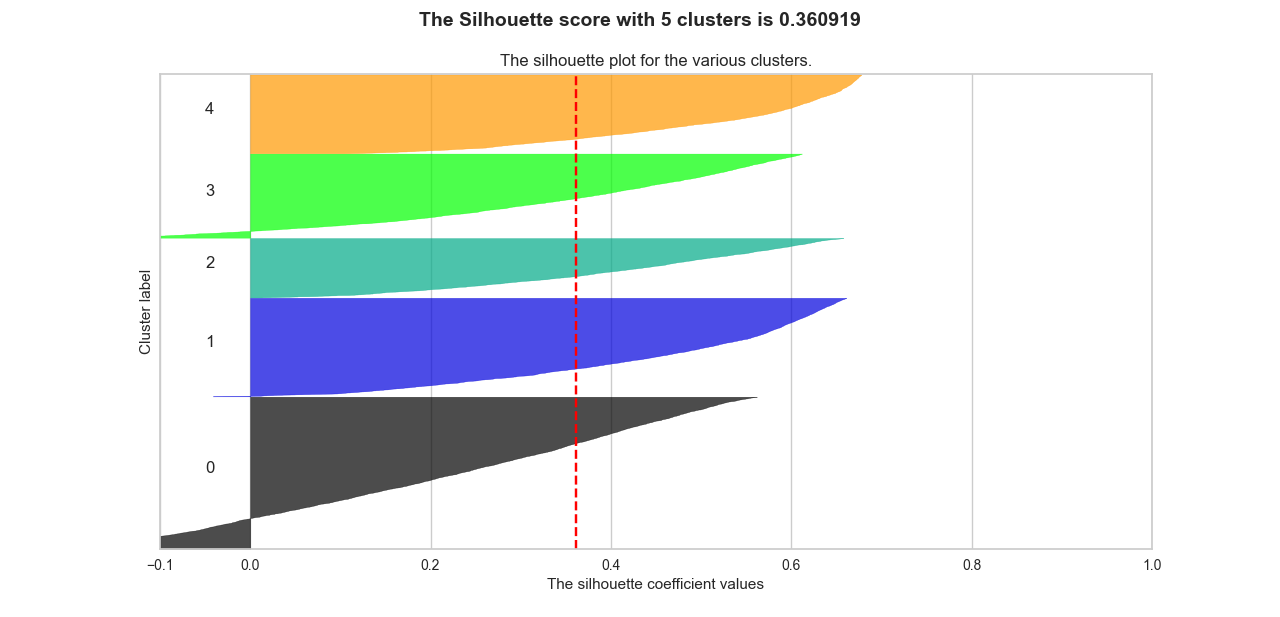 The Silhouette score with 5 clusters is 0.360919
The silhouette plot for the various clusters.
4
3
2
1
0
Cluster label
−0.1 0.0 0.2 0.4 0.6 0.8 1.0
The silhouette coefficient values